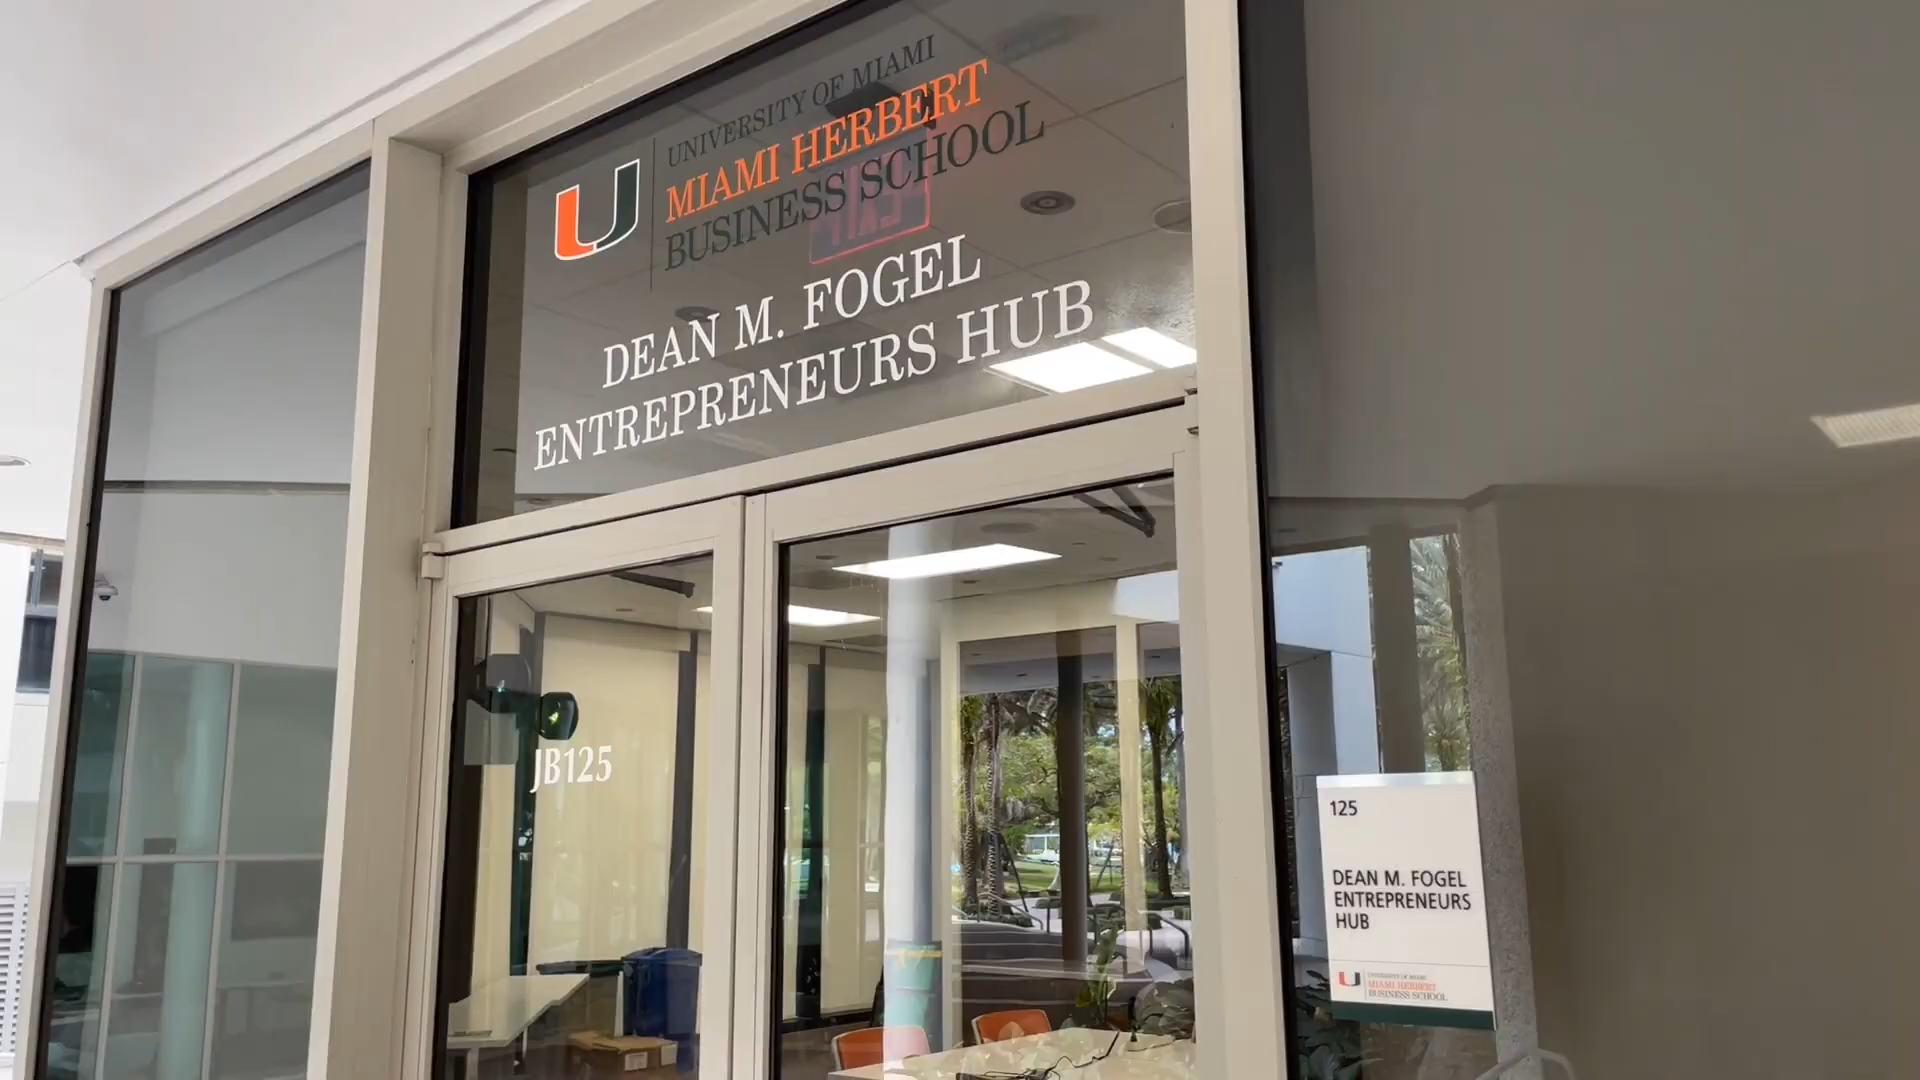 UNIVERSITY OF MIAMI
MIAMI HERBERT
BUSINESS SCHOOL
DEAN M. FOGEL
ENTREPRENEURS HUB
EXIT
JB125
125
DEAN M. FOGEL
ENTREPRENEURS
HUB
UNIVERSITY OF MIAMI
MIAMI HERBERT
BUSINESS SCHOOL